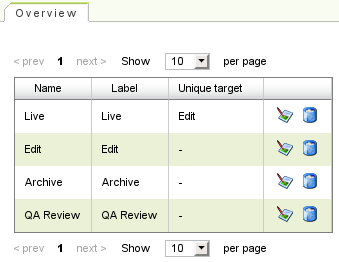 Overview
< prev 1 next > Show 10 per page
Name Label Unique target
Live Live Edit
Edit Edit -
Archive Archive -
QA Review QA Review -
< prev 1 next > Show 10 per page